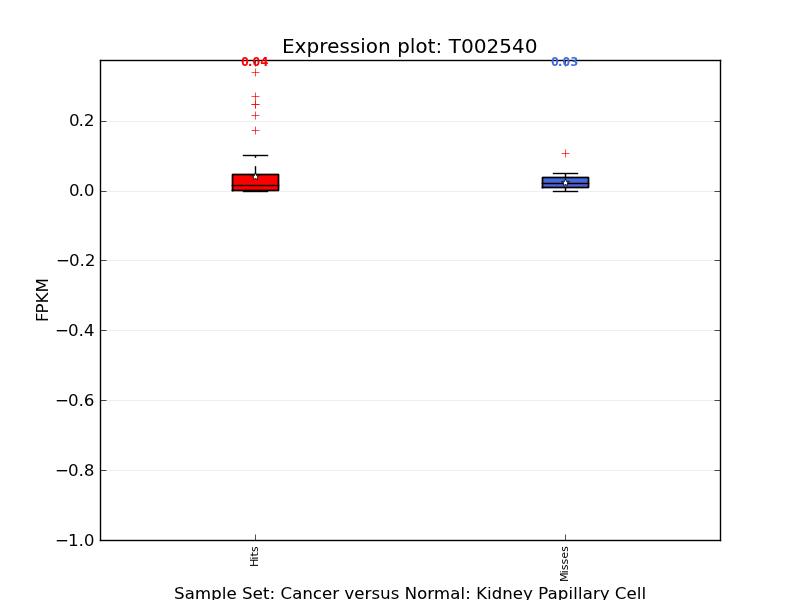 Expression plot: T002540
0.04
0.03
0.2
0.0
−0.2
−0.4
−0.6
−0.8
−1.0
FPKM
Hits
Misses
Sample Set: Cancer versus Normal: Kidney Papillary Cell